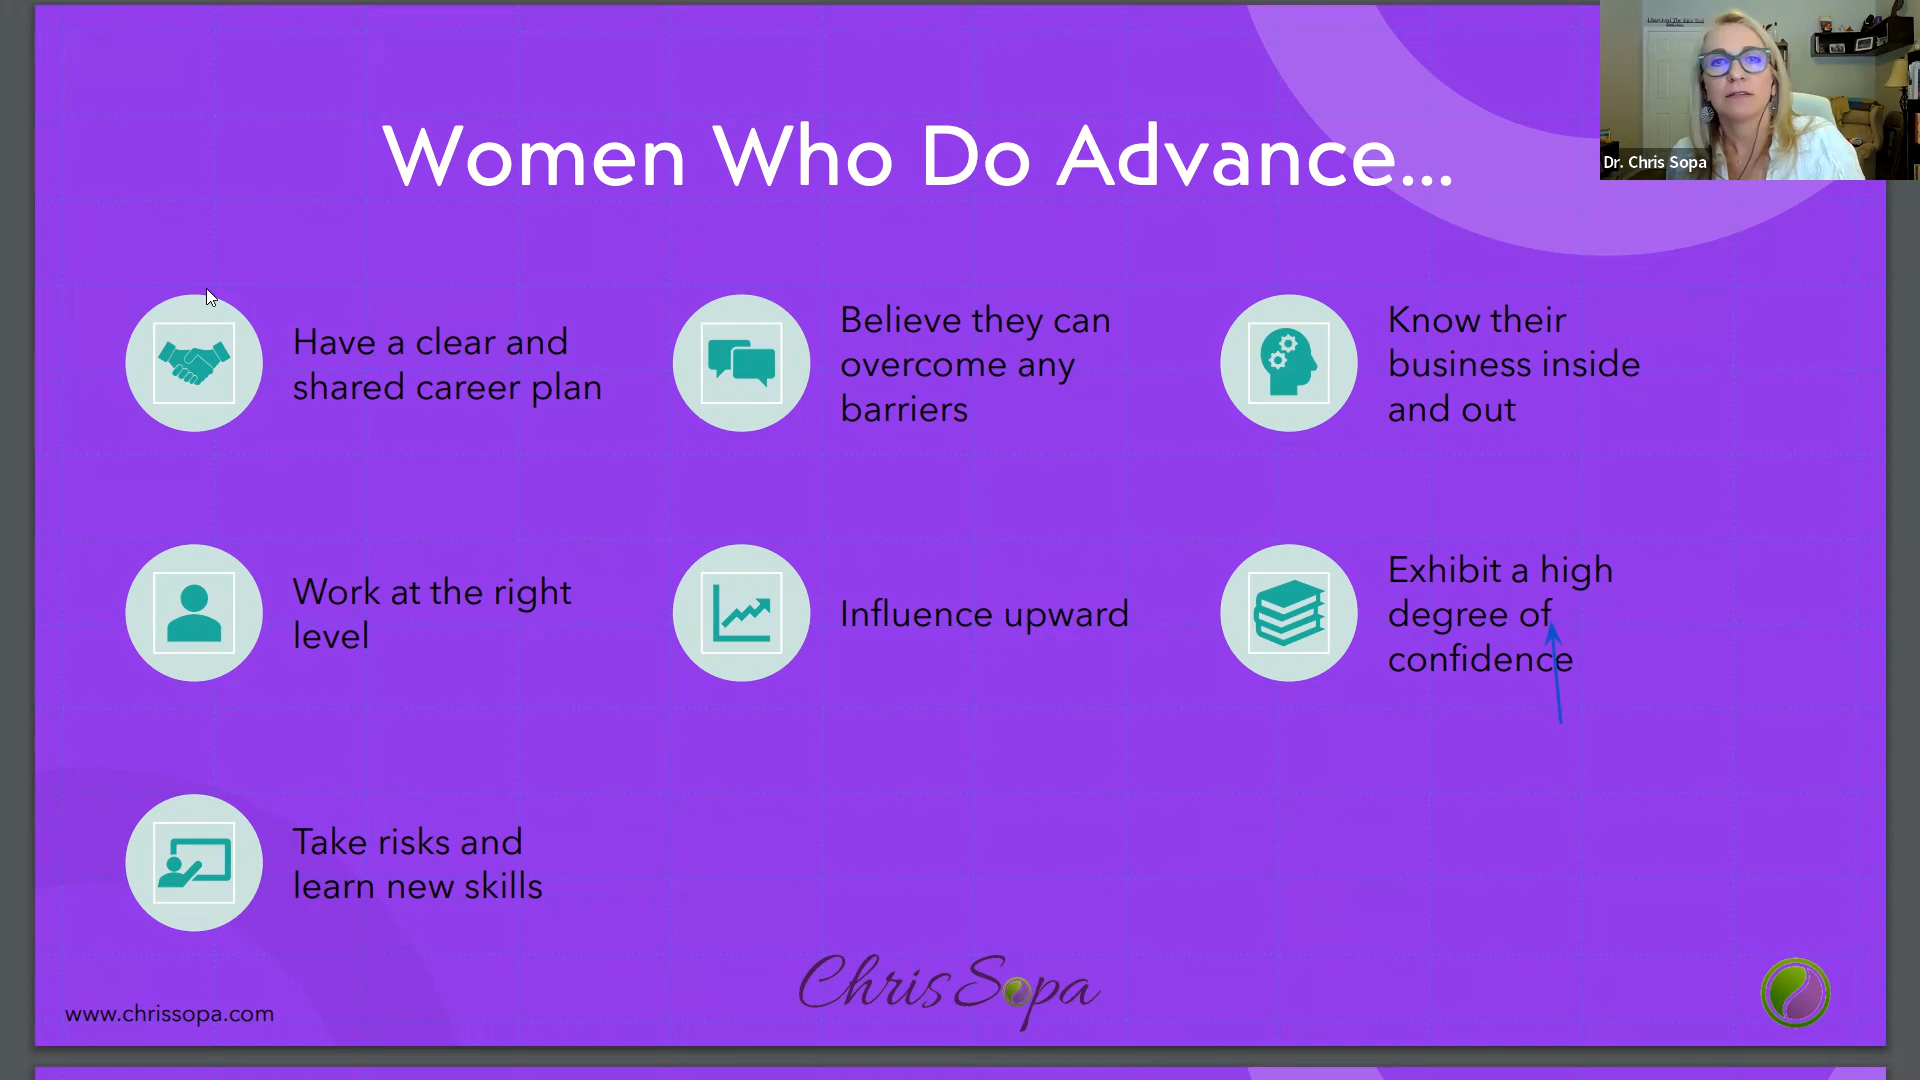 Women Who Do Advance...
Dr. Chris Sopa
Have a clear and
shared career plan
Believe they can
overcome any
barriers
Know their
business inside
and out
Work at the right
level
Influence upward
Exhibit a high
degree of
confidence
Take risks and
learn new skills
www.chrissopa.com
Chris Sopa